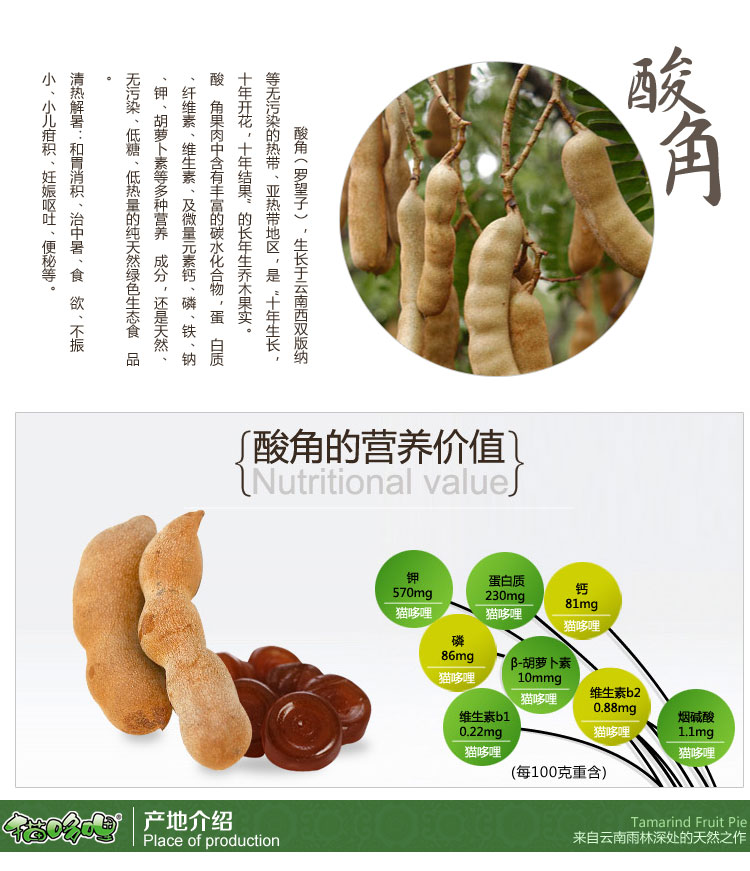 酸角
酸角（罗望子），生长于云南西双版纳
等无污染的热带、亚热带地区，是“十年生长，
十年开花，十年结果”的长年生乔木果实。
酸 角果肉中含有丰富的碳水化合物，蛋 白质
、纤维素、维生素、及微量元素钙、磷、铁、钠
、钾、胡萝卜素等多种营养 成分，还是天然、
无污染、低糖、低热量的纯天然绿色生态食 品
。
清热解暑：和胃消积、治中暑、食 欲、不振
小、小儿疳积、妊娠呕吐、便秘等。
{酸角的营养价值}
Nutritional value
钾
570mg
猫哆哩
蛋白质
230mg
猫哆哩
钙
81mg
猫哆哩
磷
86mg
猫哆哩
β-胡萝卜素
10mmg
猫哆哩
维生素b2
0.88mg
猫哆哩
维生素b1
0.22mg
猫哆哩
烟碱酸
1.1mg
猫哆哩
(每100克重含)
猫哆哩®
产地介绍
Place of production
Tamarind Fruit Pie
来自云南雨林深处的天然之作